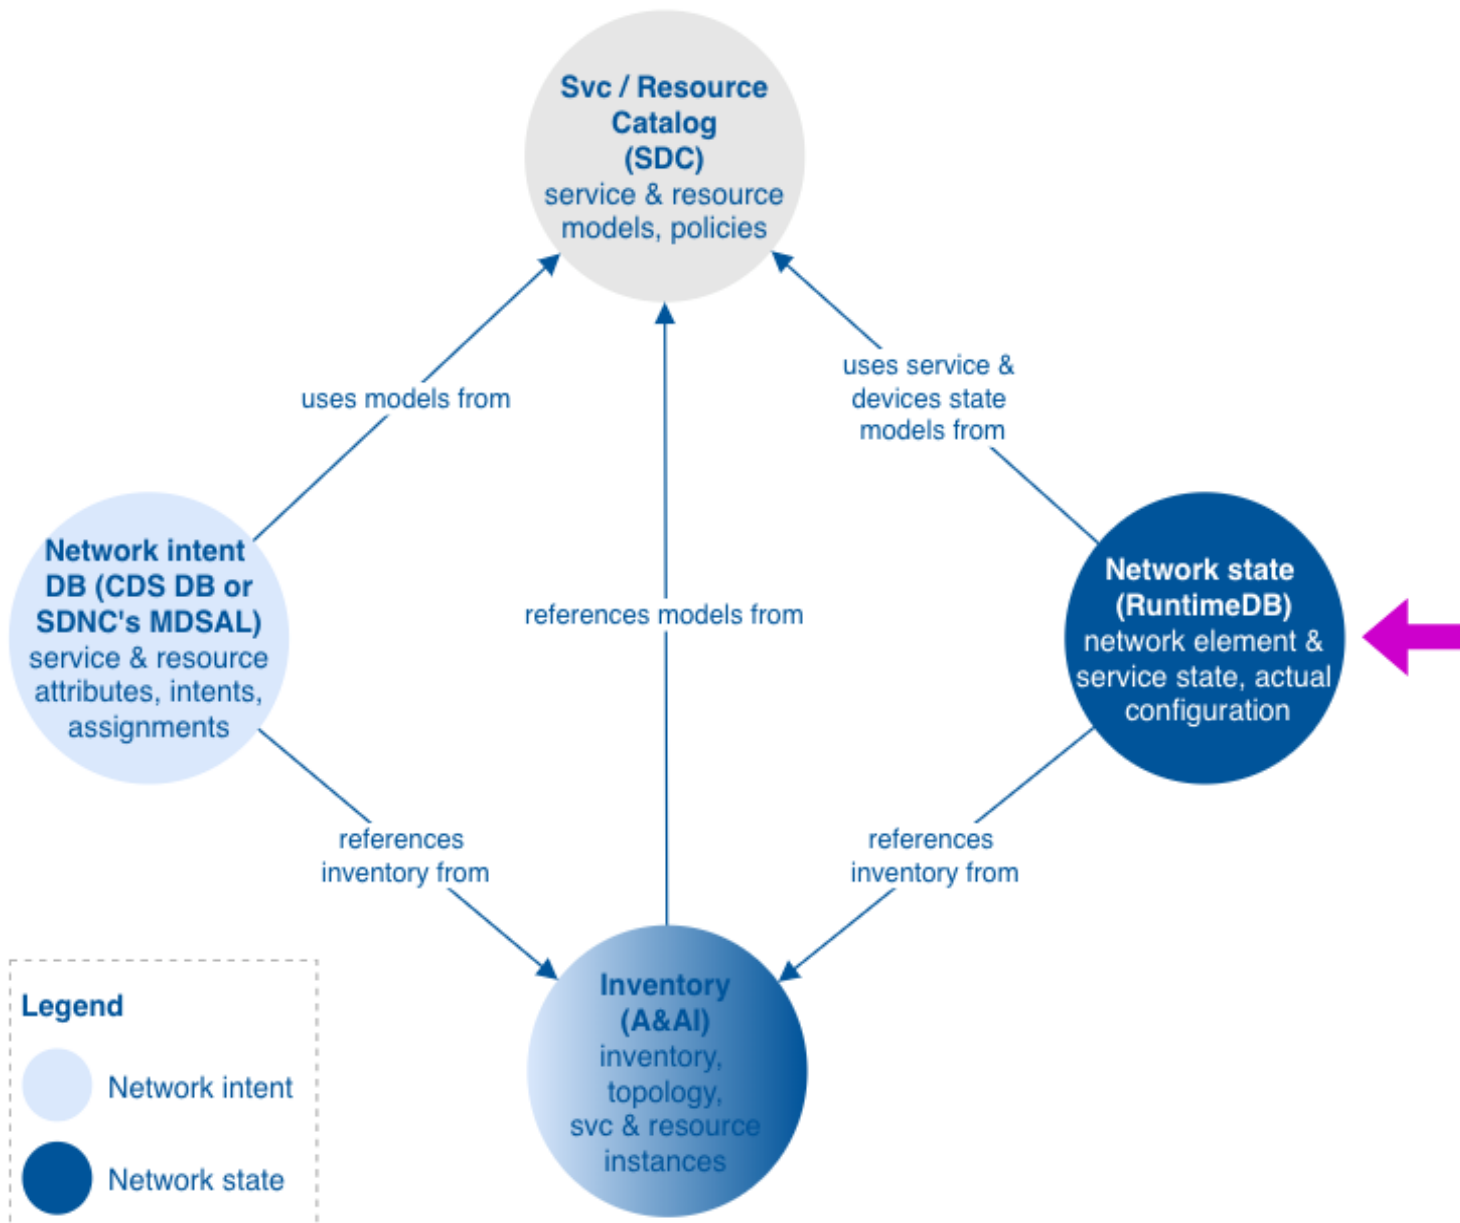 Svc / Resource
Catalog
(SDC)
service & resource
models, policies
uses models from
uses service &
devices state
models from
Network intent
DB (CDS DB or
SDNC's MDSAL)
service & resource
attributes, intents,
assignments
references models from
Network state
(RuntimeDB)
network element &
service state, actual
configuration
references
inventory from
references
inventory from
Inventory
(A&AI)
inventory,
topology,
svc & resource
instances
Legend
Network intent
Network state